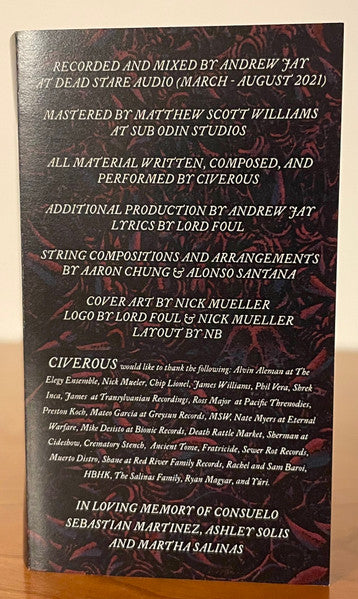 RECORDED AND MIXED BY ANDREW JAY
AT DEAD STARE AUDIO (MARCH - AUGUST 2021)
MASTERED BY MATTHEW SCOTT WILLIAMS
AT SUB ODIN STUDIOS
ALL MATERIAL WRITTEN, COMPOSED, AND
PERFORMED BY CIVEROUS
ADDITIONAL PRODUCTION BY ANDREW JAY
LYRICS BY LORD FOUL
STRING COMPOSITIONS AND ARRANGEMENTS
BY AARON CHUNG & ALONSO SANTANA
COVER ART BY NICK MUELLER
LOGO BY LORD FOUL & NICK MUELLER
LAYOUT BY NB
CIVEROUS would like to thank the following: Alvin Aleman at The
Elegy Ensemble, Nick Mueler, Chip Lionel, James Williams, Phil Vera, Shrek
Inca, James at Transylvanian Recordings, Ross Major at Pacific Threnodies,
Preston Koch, Mateo Garcia at Greysun Records, MSW, Nate Myers at Eternal
Warfare, Mike Desisto at Bionic Records, Death Rattle Market, Sherman at
Cideshow, Crematory Stench, Ancient Tome, Fratricide, Sewer Rot Records,
Muerto Distro, Shane at Red River Family Records, Rachel and Sam Baroi,
HBHK, The Salinas Family, Ryan Magyar, and Yúri.
IN LOVING MEMORY OF CONSUELO
SEBASTIAN MARTINEZ, ASHLEY SOLIS
AND MARTHA SALINAS